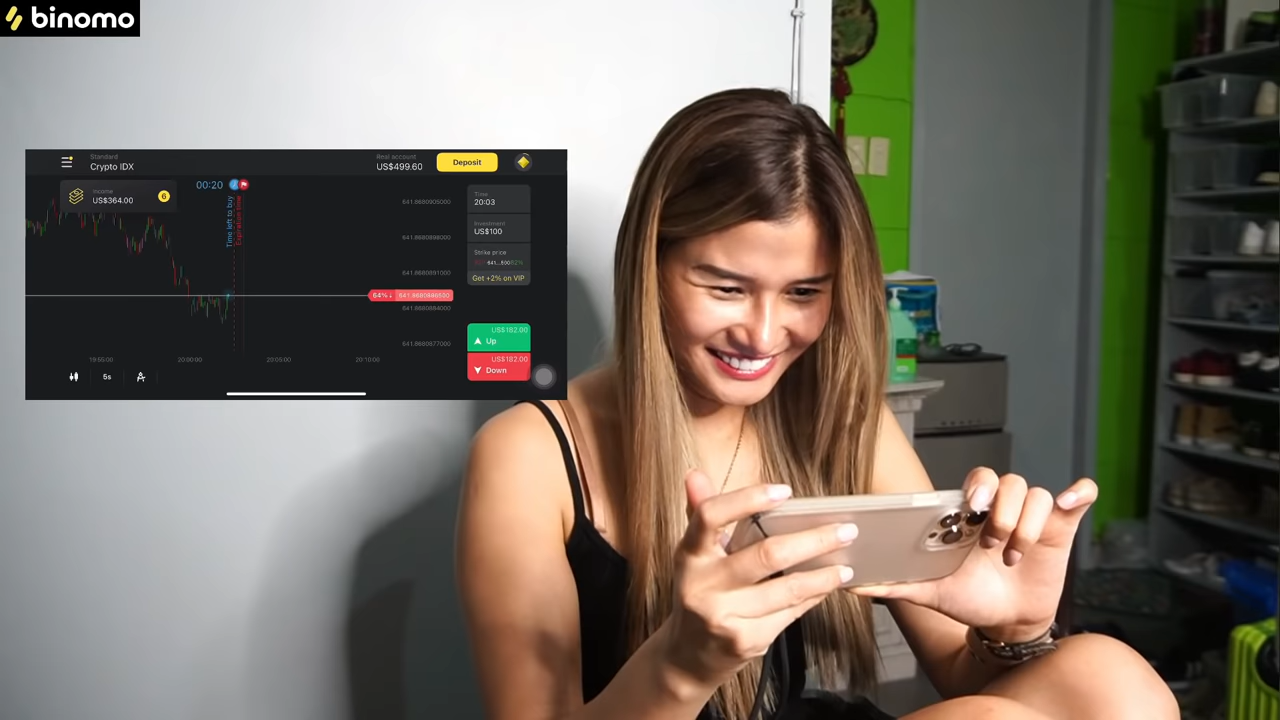 binomo
Standard
Crypto IDX
Real account
US$499.60
Deposit
Income
US$364.00
6
00:20
Time left to buy
Expiration time
641.8680905000
641.8680898000
641.8680891000
641.8680884000
641.8680877000
64%
Time
20:03
Investment
US$100
Strike price
Get +2% on VIP
US$182.00
Up
US$182.00
Down
19:55:00
20:00:00
20:05:00
20:10:00
5s